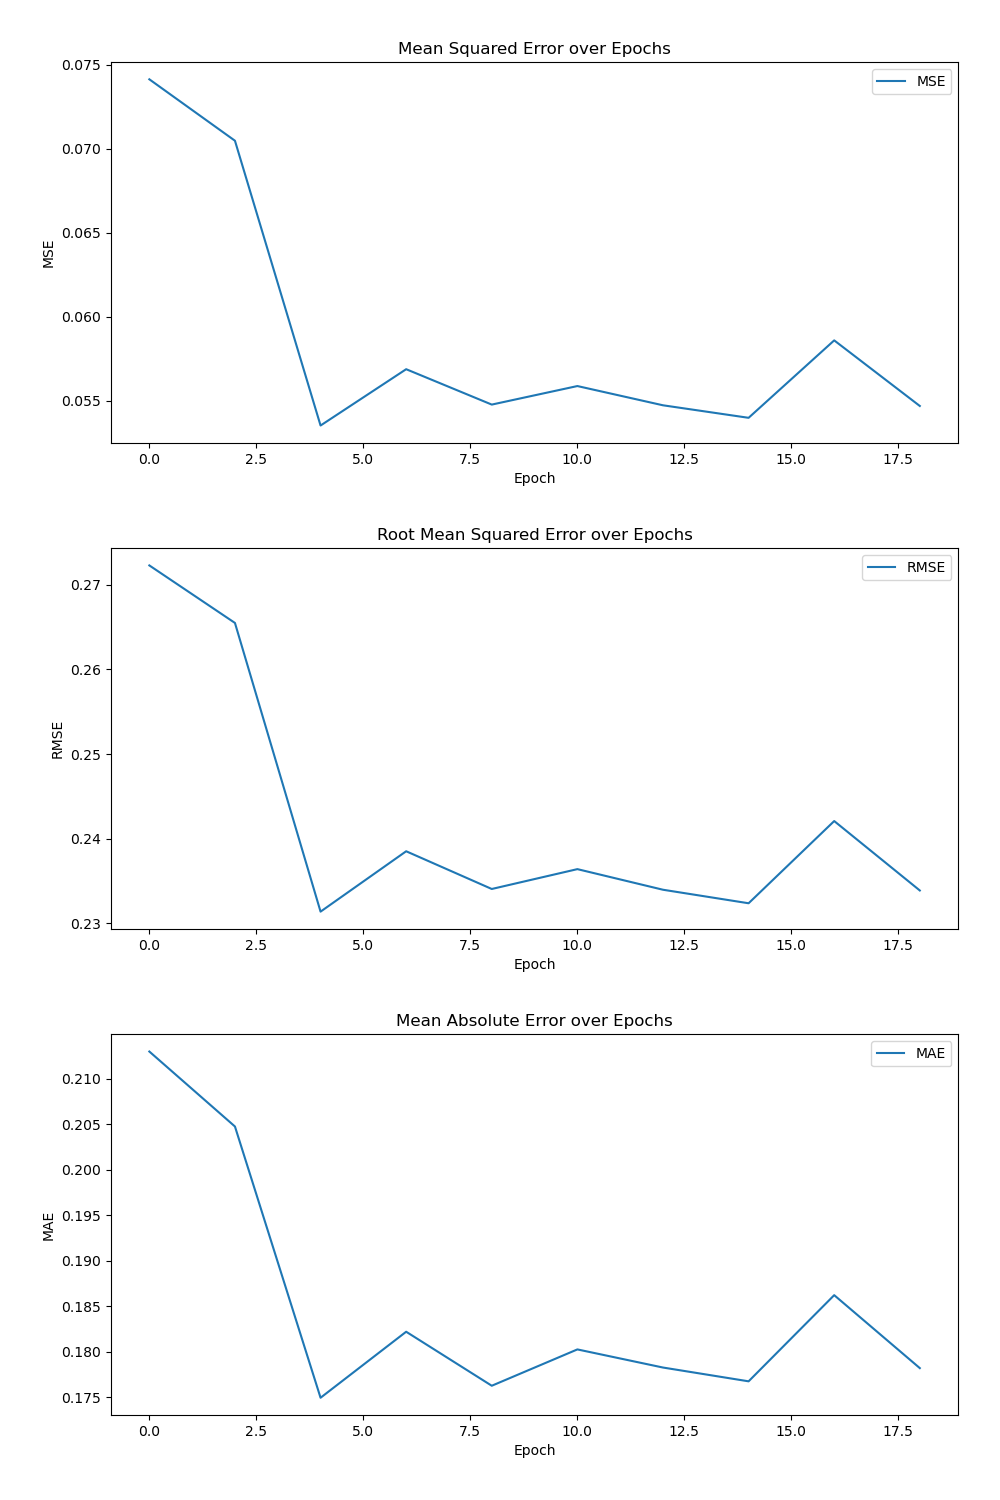 Mean Squared Error over Epochs
MSE
0.075
0.070
0.065
0.060
0.055
MSE
0.0 2.5 5.0 7.5 10.0 12.5 15.0 17.5
Epoch
Root Mean Squared Error over Epochs
RMSE
0.27
0.26
0.25
0.24
0.23
RMSE
0.0 2.5 5.0 7.5 10.0 12.5 15.0 17.5
Epoch
Mean Absolute Error over Epochs
MAE
0.210
0.205
0.200
0.195
0.190
0.185
0.180
0.175
MAE
0.0 2.5 5.0 7.5 10.0 12.5 15.0 17.5
Epoch